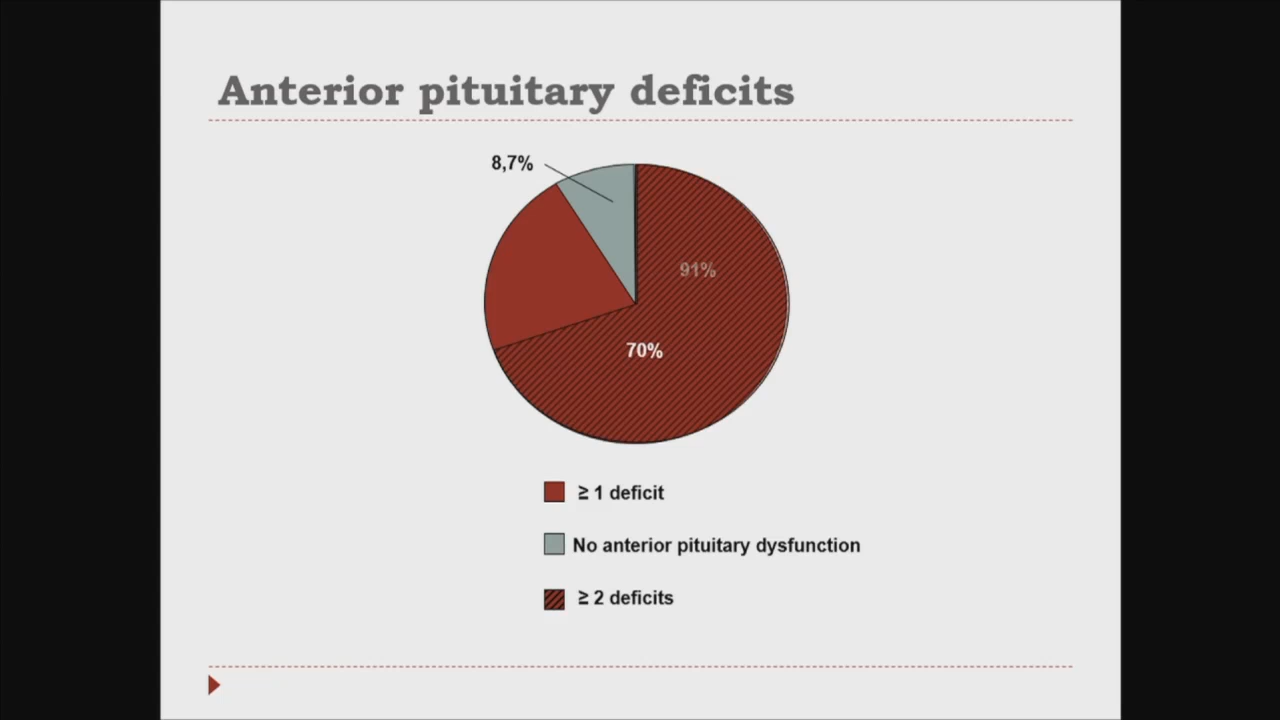 Anterior pituitary deficits
8,7%
91%
70%
≥ 1 deficit
No anterior pituitary dysfunction
≥ 2 deficits